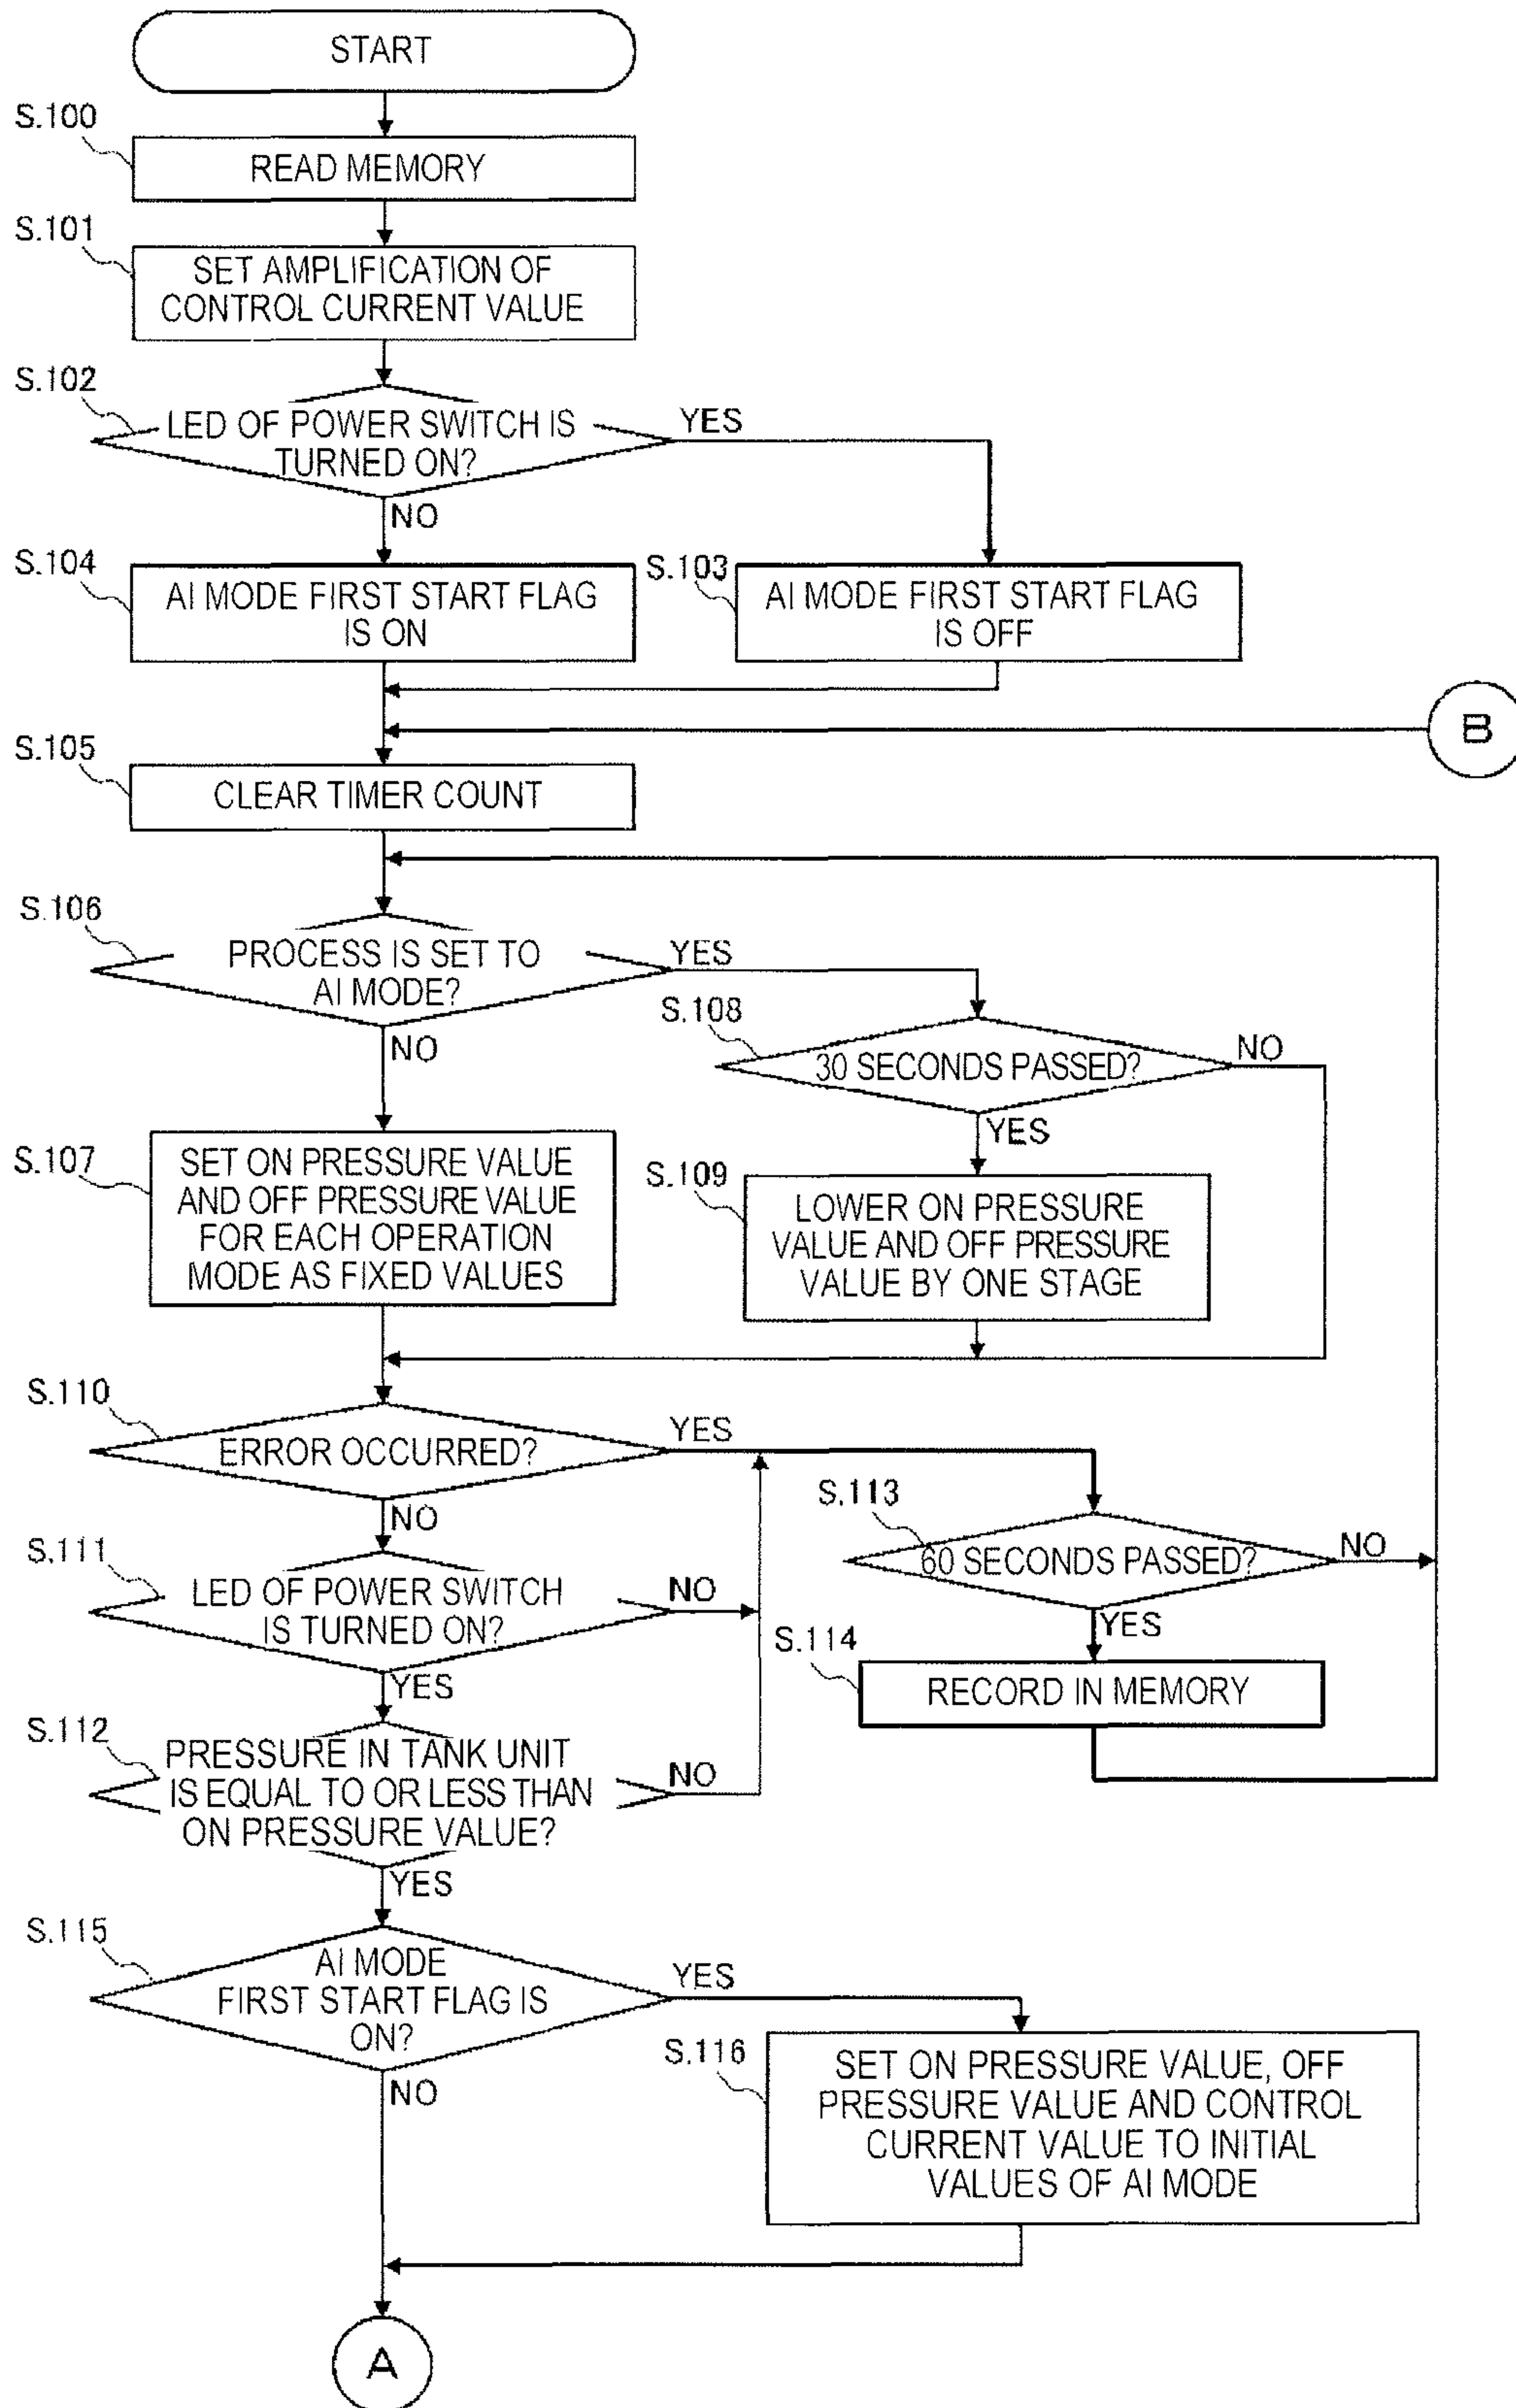 START
S.100
READ MEMORY
S.101
SET AMPLIFICATION OF
CONTROL CURRENT VALUE
S.102
LED OF POWER SWITCH IS
TURNED ON?
YES
NO
S.104
AI MODE FIRST START FLAG
IS ON
S.103
AI MODE FIRST START FLAG
IS OFF
B
S.105
CLEAR TIMER COUNT
S.106
PROCESS IS SET TO
AI MODE?
YES
NO
S.108
30 SECONDS PASSED?
NO
YES
S.107
SET ON PRESSURE VALUE
AND OFF PRESSURE VALUE
FOR EACH OPERATION
MODE AS FIXED VALUES
S.109
LOWER ON PRESSURE
VALUE AND OFF PRESSURE
VALUE BY ONE STAGE
S.110
ERROR OCCURRED?
YES
NO
S.113
60 SECONDS PASSED?
NO
YES
S.111
LED OF POWER SWITCH
IS TURNED ON?
NO
YES
S.114
RECORD IN MEMORY
S.112
PRESSURE IN TANK UNIT
IS EQUAL TO OR LESS THAN
ON PRESSURE VALUE?
NO
YES
S.115
AI MODE
FIRST START FLAG IS
ON?
YES
NO
S.116
SET ON PRESSURE VALUE, OFF
PRESSURE VALUE AND CONTROL
CURRENT VALUE TO INITIAL
VALUES OF AI MODE
A